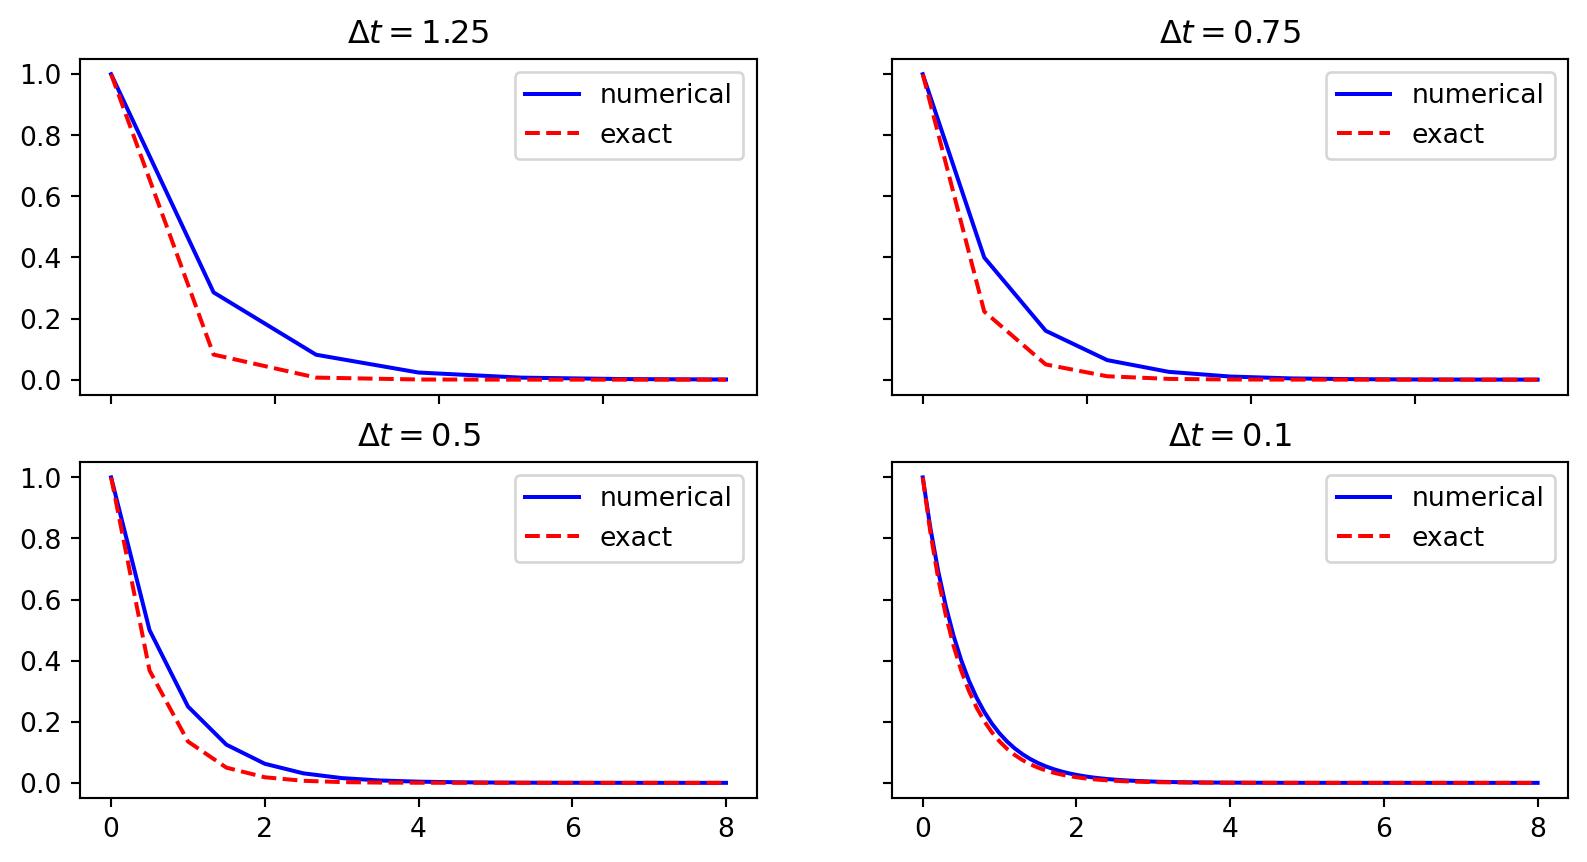 Δt = 1.25
1.0
0.8
0.6
0.4
0.2
0.0
numerical
exact
Δt = 0.75
numerical
exact
Δt = 0.5
1.0
0.8
0.6
0.4
0.2
0.0
0 2 4 6 8
numerical
exact
Δt = 0.1
numerical
exact
0 2 4 6 8